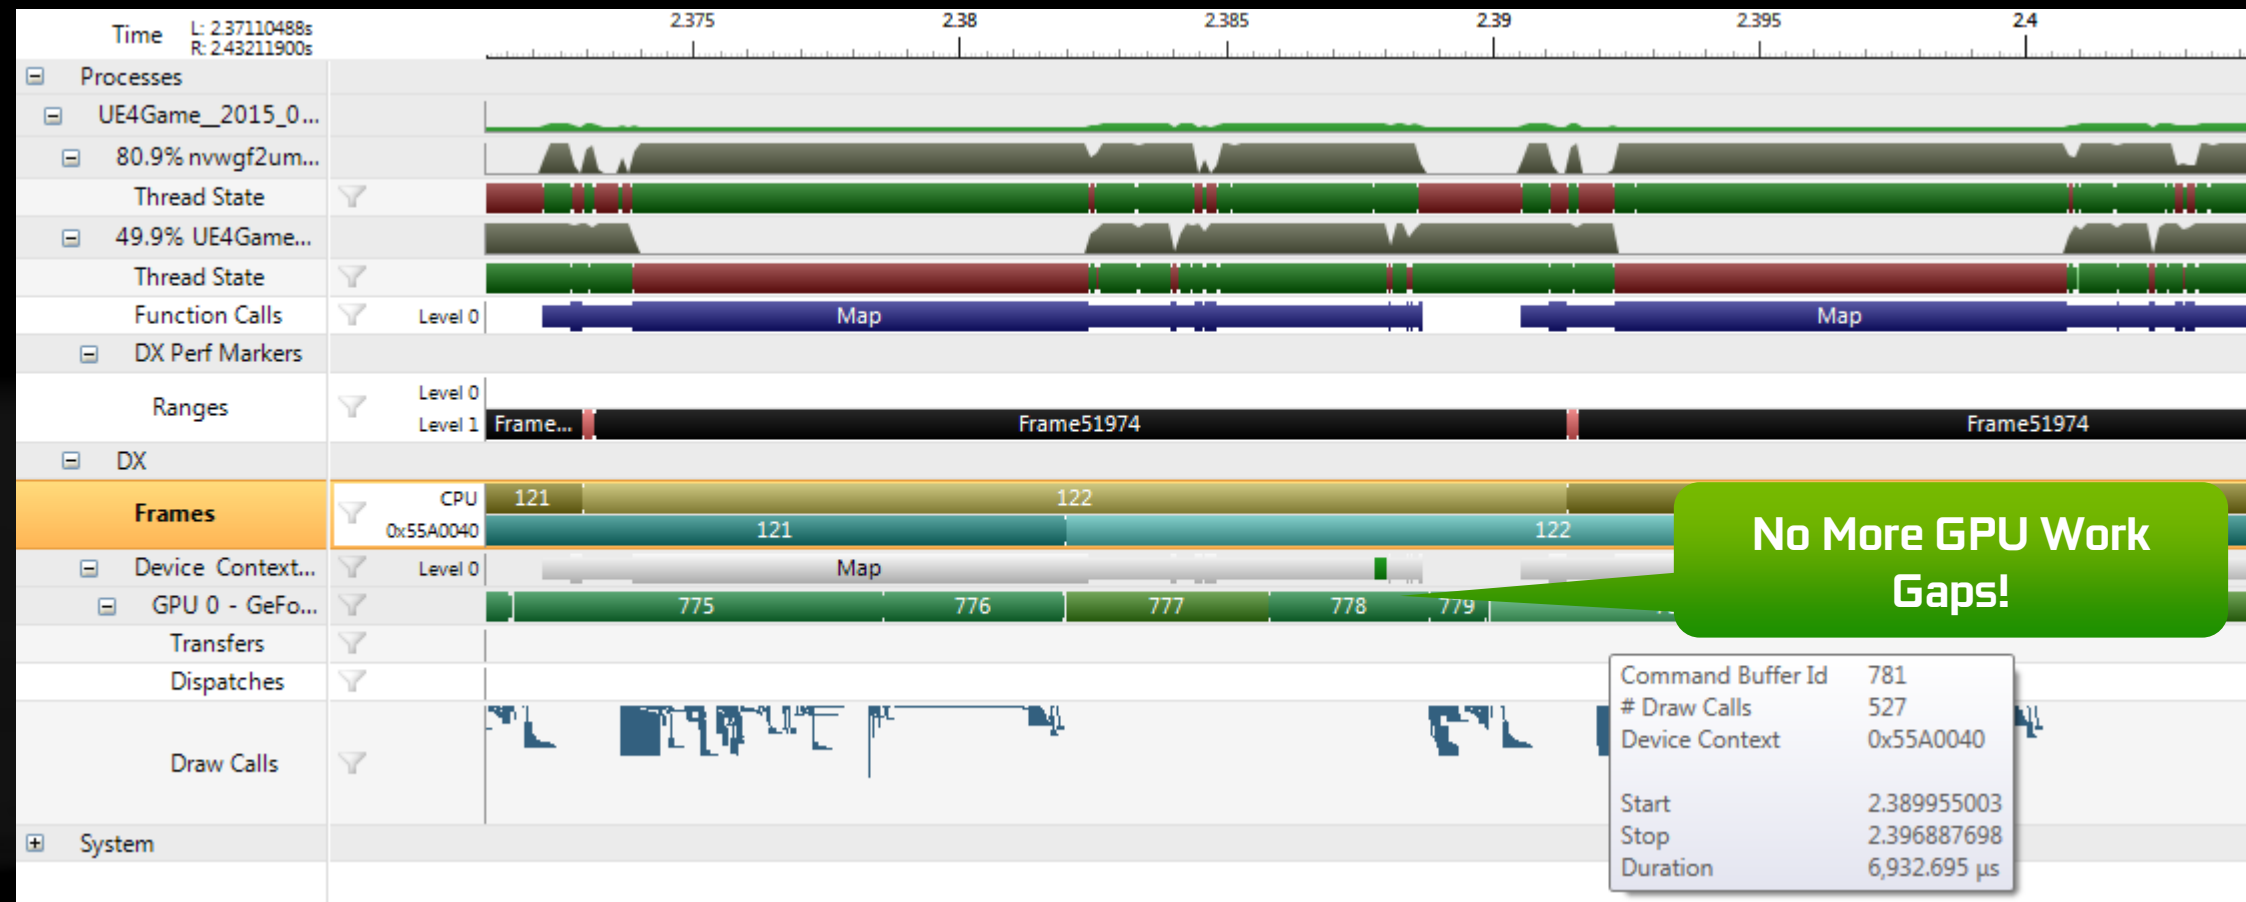 Time L: 2.37110488s
R: 2.43211900s
2.375 2.38 2.385 2.39 2.395 2.4
Processes
UE4Game__2015_0...
80.9% nvwgf2um...
Thread State
49.9% UE4Game...
Thread State
Function Calls Level 0 Map Map
DX Perf Markers
Ranges Level 0
Level 1 Frame... Frame51974 Frame51974
DX
Frames CPU 121 122
0x55A0040 121 122
Device Context... Level 0 Map
GPU 0 - GeFo... 775 776 777 778 779
No More GPU Work
Gaps!
Transfers
Dispatches
Draw Calls
System
Command Buffer Id 781
# Draw Calls 527
Device Context 0x55A0040
Start 2.389955003
Stop 2.396887698
Duration 6,932.695 µs